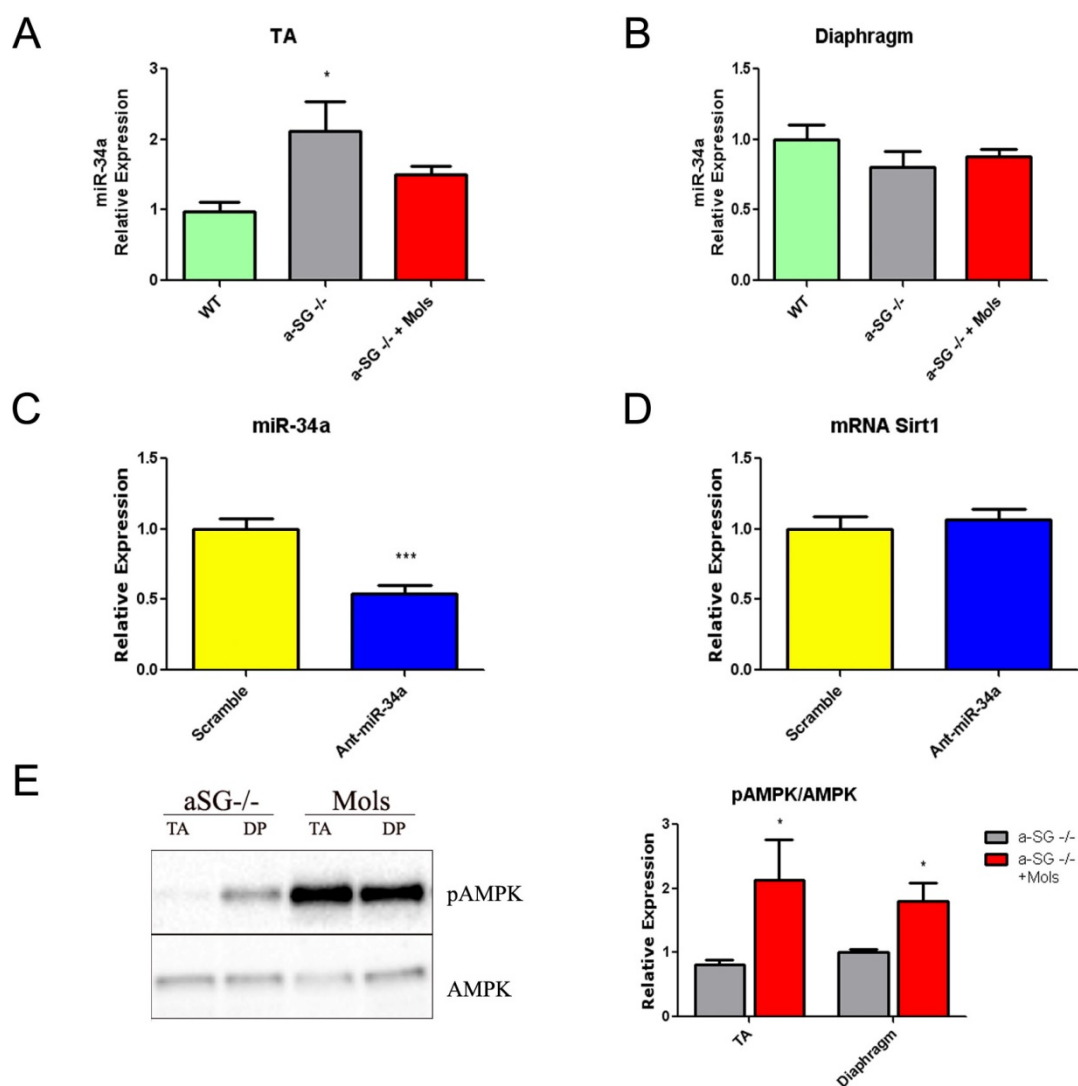 A
TA
miR-34a
Relative Expression
3
2
1
0
*
WT
a-SG -/-
a-SG -/- + Mols
B
Diaphragm
miR-34a
Relative Expression
1.5
1.0
0.5
0.0
WT
a-SG -/-
a-SG -/- + Mols
C
miR-34a
Relative Expression
1.5
1.0
0.5
0.0
***
Scramble
Ant-miR-34a
D
mRNA Sirt1
Relative Expression
1.5
1.0
0.5
0.0
Scramble
Ant-miR-34a
E
aSG-/- Mols
TA DP TA DP
pAMPK
AMPK
pAMPK/AMPK
Relative Expression
3
2
1
0
*
*
TA
Diaphragm
a-SG -/-
a-SG -/-
+Mols